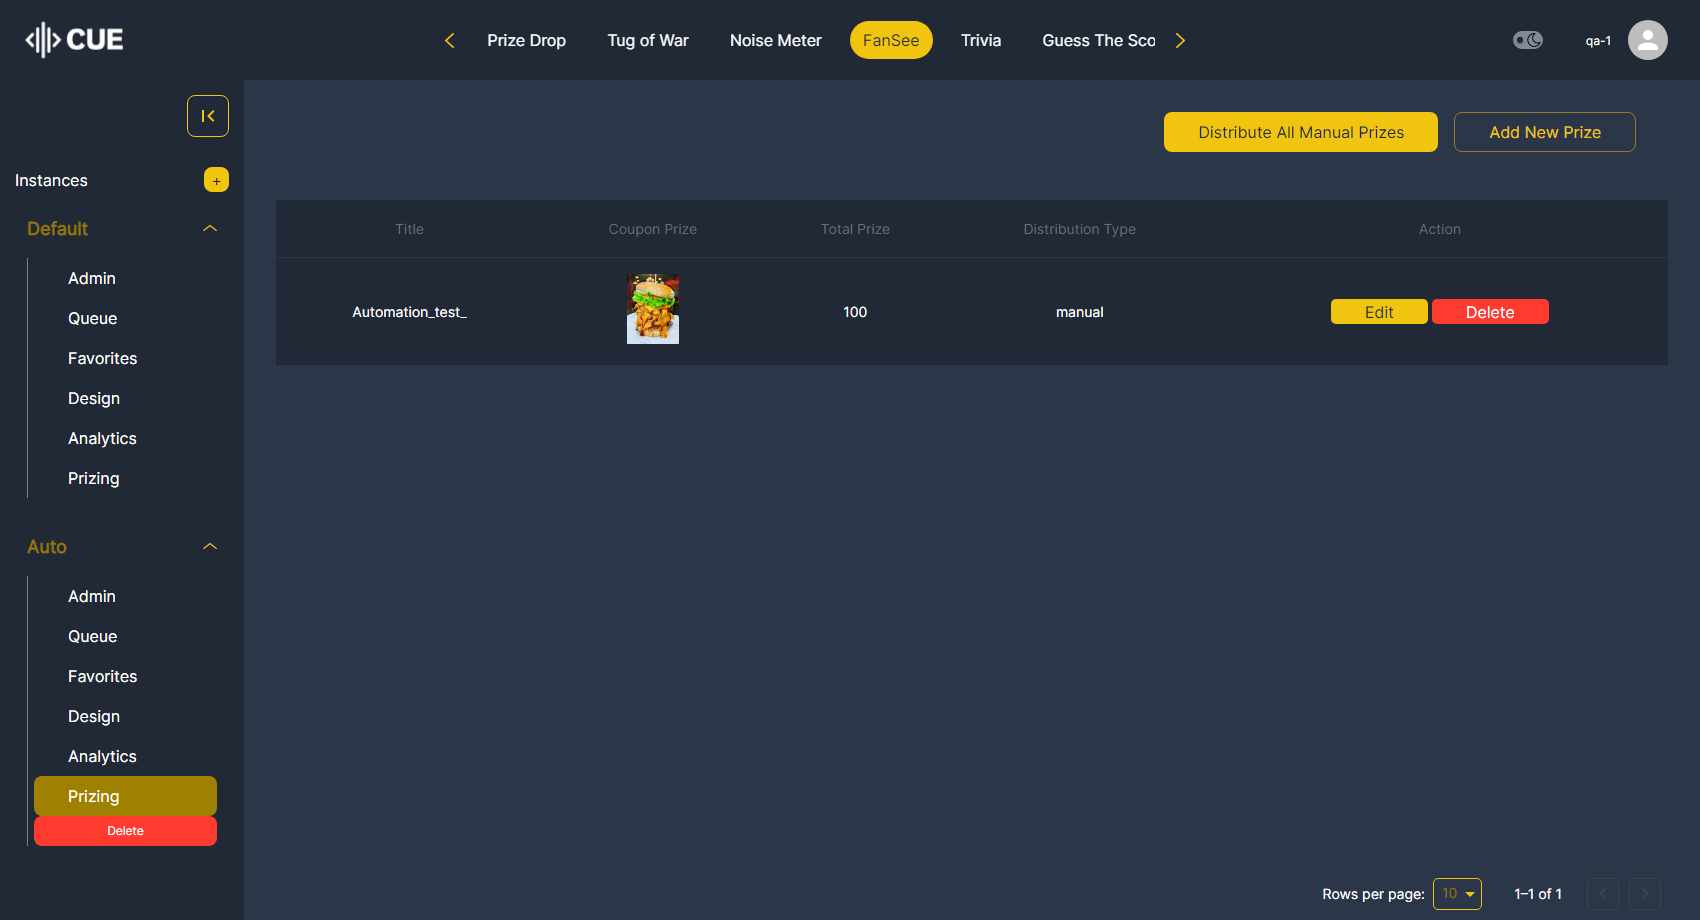 CUE
Prize Drop
Tug of War
Noise Meter
FanSee
Trivia
Guess The Sco
qa-1
Distribute All Manual Prizes
Add New Prize
Instances
+
Default
Admin
Queue
Favorites
Design
Analytics
Prizing
Auto
Admin
Queue
Favorites
Design
Analytics
Prizing
Delete
Title
Coupon Prize
Total Prize
Distribution Type
Action
Automation_test_
100
manual
Edit
Delete
Rows per page:
10
1–1 of 1